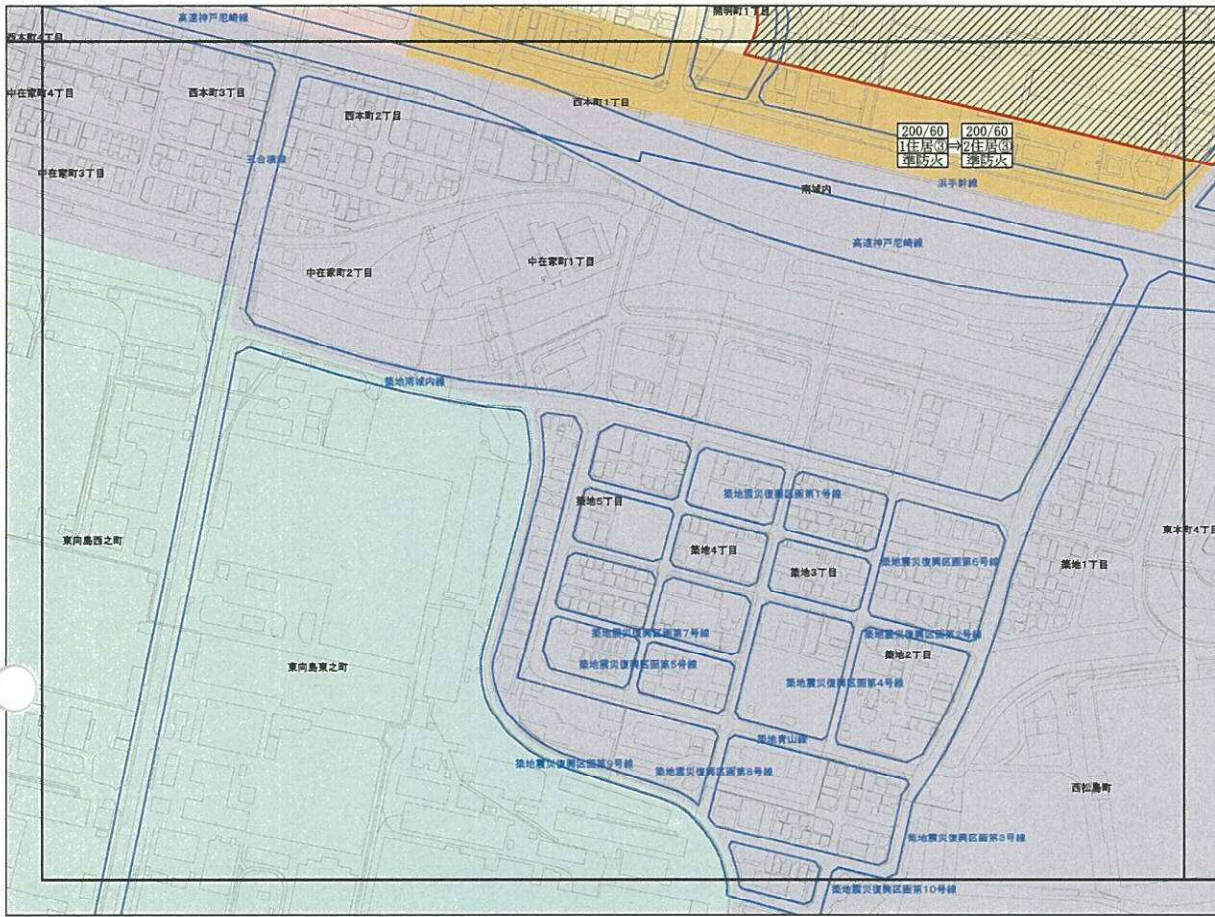 開明町1丁目
高速神戸尼崎線
西本町4丁目
中在家町4丁目
西本町3丁目
西本町2丁目
西本町1丁目
200/60
1住居③
準防火
⇒
200/60
2住居③
準防火
五合橋線
中在家町3丁目
南城内
浜手幹線
高速神戸尼崎線
中在家町2丁目
中在家町1丁目
築地南城内線
築地5丁目
築地震災復興区画第1号線
東向島西之町
築地4丁目
築地3丁目
築地震災復興区画第6号線
築地1丁目
東本町4丁目
築地震災復興区画第7号線
築地震災復興区画第2号線
築地2丁目
東向島東之町
築地震災復興区画第5号線
築地震災復興区画第4号線
築地青山線
築地震災復興区画第9号線
築地震災復興区画第8号線
西松島町
築地震災復興区画第3号線
築地震災復興区画第10号線